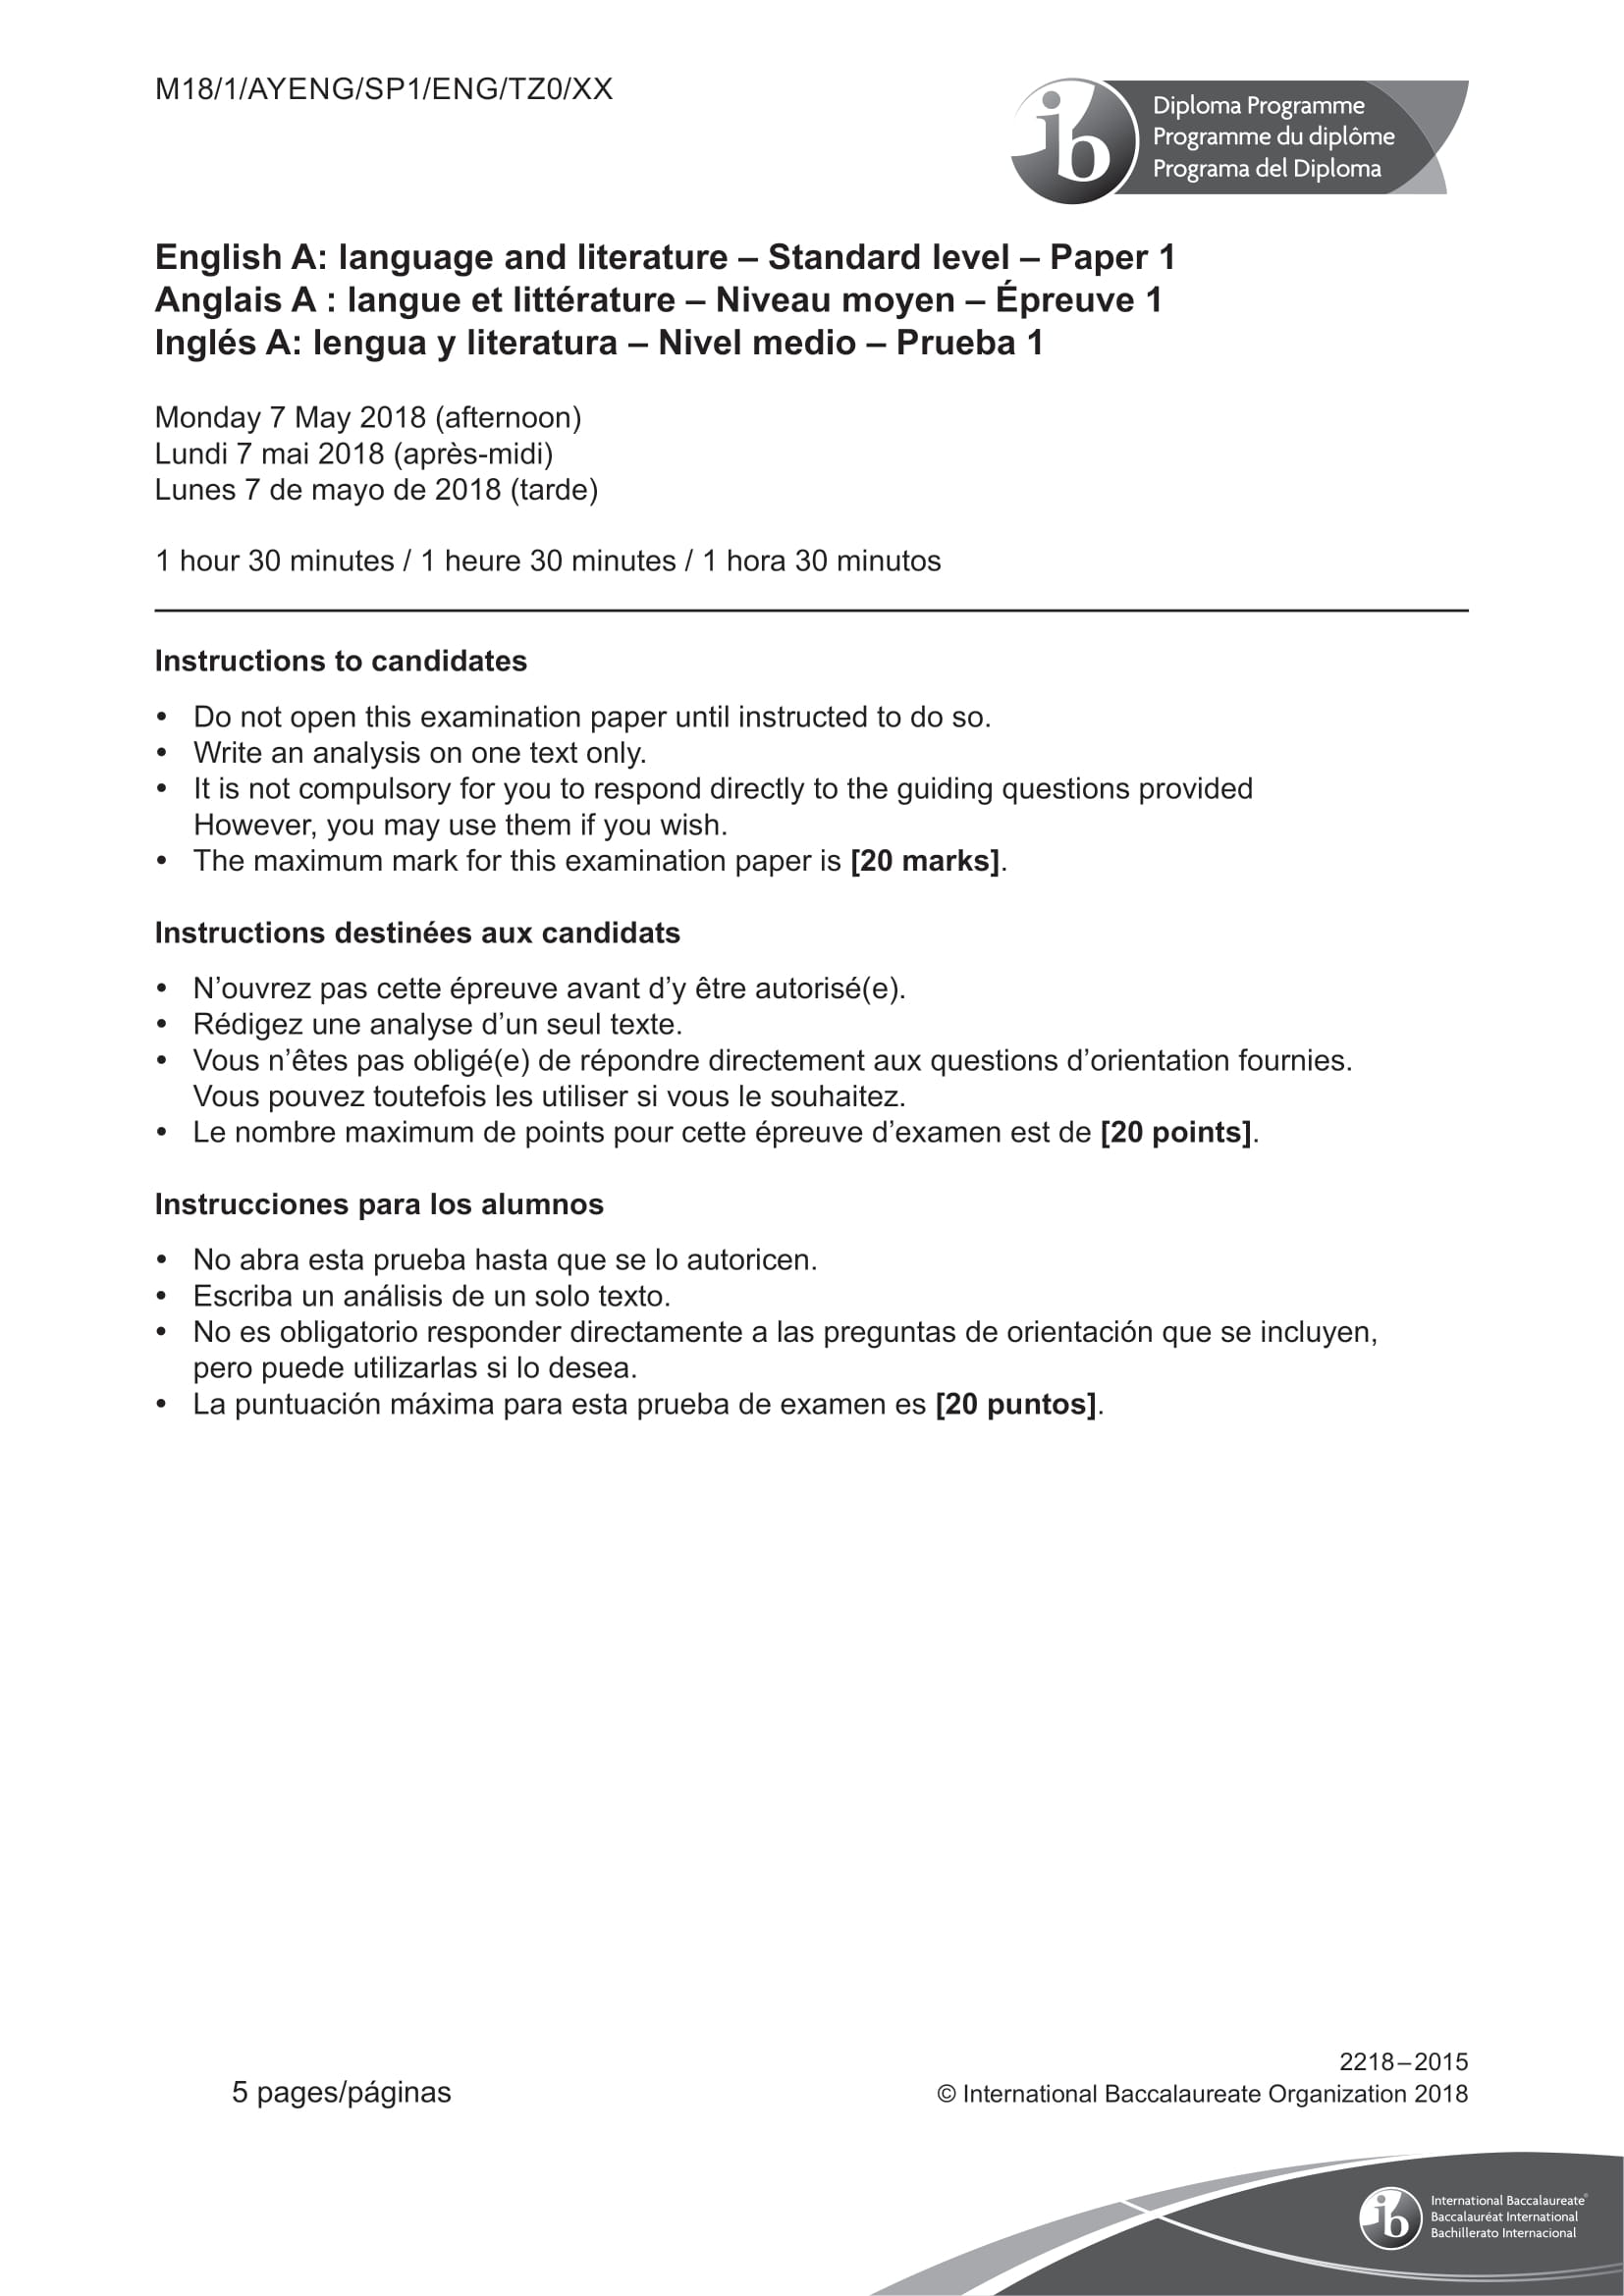 M18/1/AYENG/SP1/ENG/TZ0/XX
ib
Diploma Programme
Programme du diplôme
Programa del Diploma
English A: language and literature – Standard level – Paper 1
Anglais A : langue et littérature – Niveau moyen – Épreuve 1
Inglés A: lengua y literatura – Nivel medio – Prueba 1
Monday 7 May 2018 (afternoon)
Lundi 7 mai 2018 (après-midi)
Lunes 7 de mayo de 2018 (tarde)
1 hour 30 minutes / 1 heure 30 minutes / 1 hora 30 minutos
Instructions to candidates
• Do not open this examination paper until instructed to do so.
• Write an analysis on one text only.
• It is not compulsory for you to respond directly to the guiding questions provided
However, you may use them if you wish.
• The maximum mark for this examination paper is [20 marks].
Instructions destinées aux candidats
• N’ouvrez pas cette épreuve avant d’y être autorisé(e).
• Rédigez une analyse d’un seul texte.
• Vous n’êtes pas obligé(e) de répondre directement aux questions d’orientation fournies.
Vous pouvez toutefois les utiliser si vous le souhaitez.
• Le nombre maximum de points pour cette épreuve d’examen est de [20 points].
Instrucciones para los alumnos
• No abra esta prueba hasta que se lo autoricen.
• Escriba un análisis de un solo texto.
• No es obligatorio responder directamente a las preguntas de orientación que se incluyen,
pero puede utilizarlas si lo desea.
• La puntuación máxima para esta prueba de examen es [20 puntos].
2218–2015
5 pages/páginas
© International Baccalaureate Organization 2018
ib
International Baccalaureate®
Baccalauréat International
Bachillerato Internacional